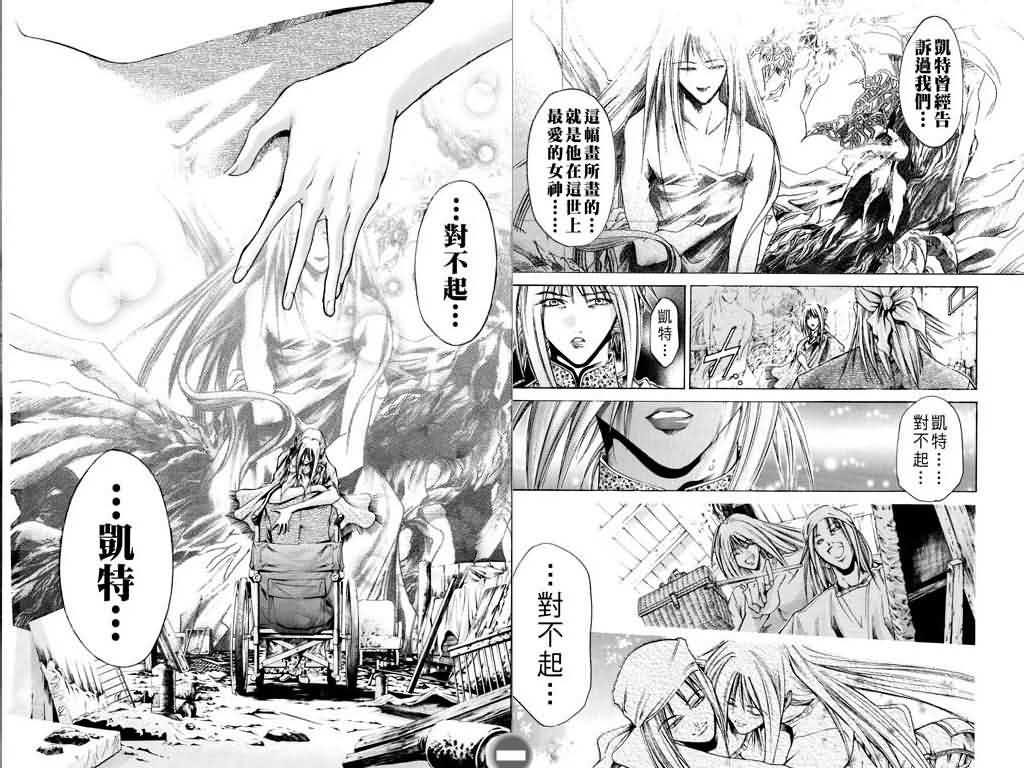 凱特曾經告
訴過我們…
這幅畫所畫的…
就是他在這世上
最愛的女神……
凱特…
凱特……
對不起…
…對不起…
…對不起…
…凱特…